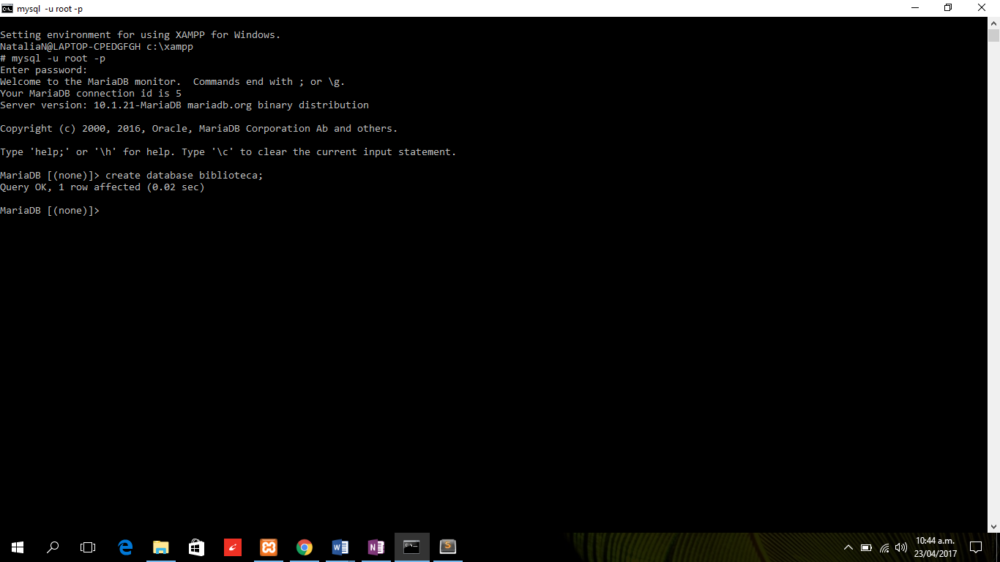 mysql -u root -p
Setting environment for using XAMPP for Windows.
NataliaN@LAPTOP-CPEDGFGH c:\xampp
# mysql -u root -p
Enter password:
Welcome to the MariaDB monitor.  Commands end with ; or \g.
Your MariaDB connection id is 5
Server version: 10.1.21-MariaDB mariadb.org binary distribution
Copyright (c) 2000, 2016, Oracle, MariaDB Corporation Ab and others.
Type 'help;' or '\h' for help. Type '\c' to clear the current input statement.
MariaDB [(none)]> create database biblioteca;
Query OK, 1 row affected (0.02 sec)
MariaDB [(none)]>
10:44 a.m.
23/04/2017